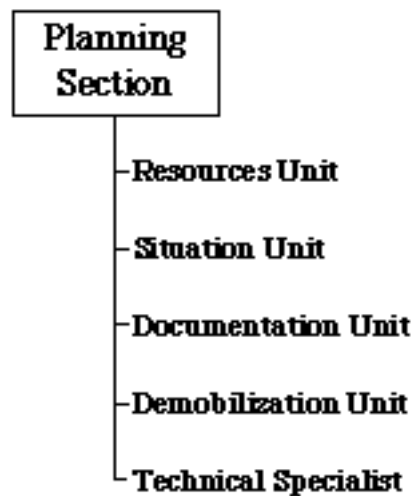 Planning
Section
Resources Unit
Situation Unit
Documentation Unit
Demobilization Unit
Technical Specialist